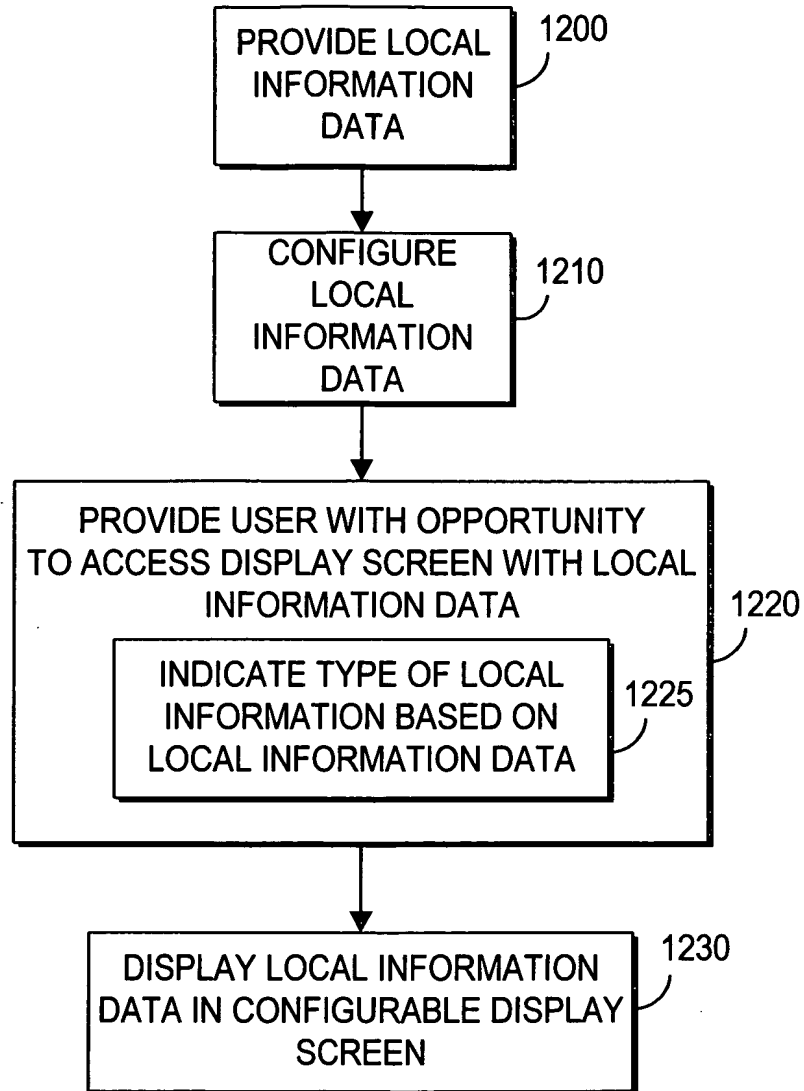 PROVIDE LOCAL
INFORMATION
DATA
1200
CONFIGURE
LOCAL
INFORMATION
DATA
1210
PROVIDE USER WITH OPPORTUNITY
TO ACCESS DISPLAY SCREEN WITH LOCAL
INFORMATION DATA
1220
INDICATE TYPE OF LOCAL
INFORMATION BASED ON
LOCAL INFORMATION DATA
1225
DISPLAY LOCAL INFORMATION
DATA IN CONFIGURABLE DISPLAY
SCREEN
1230